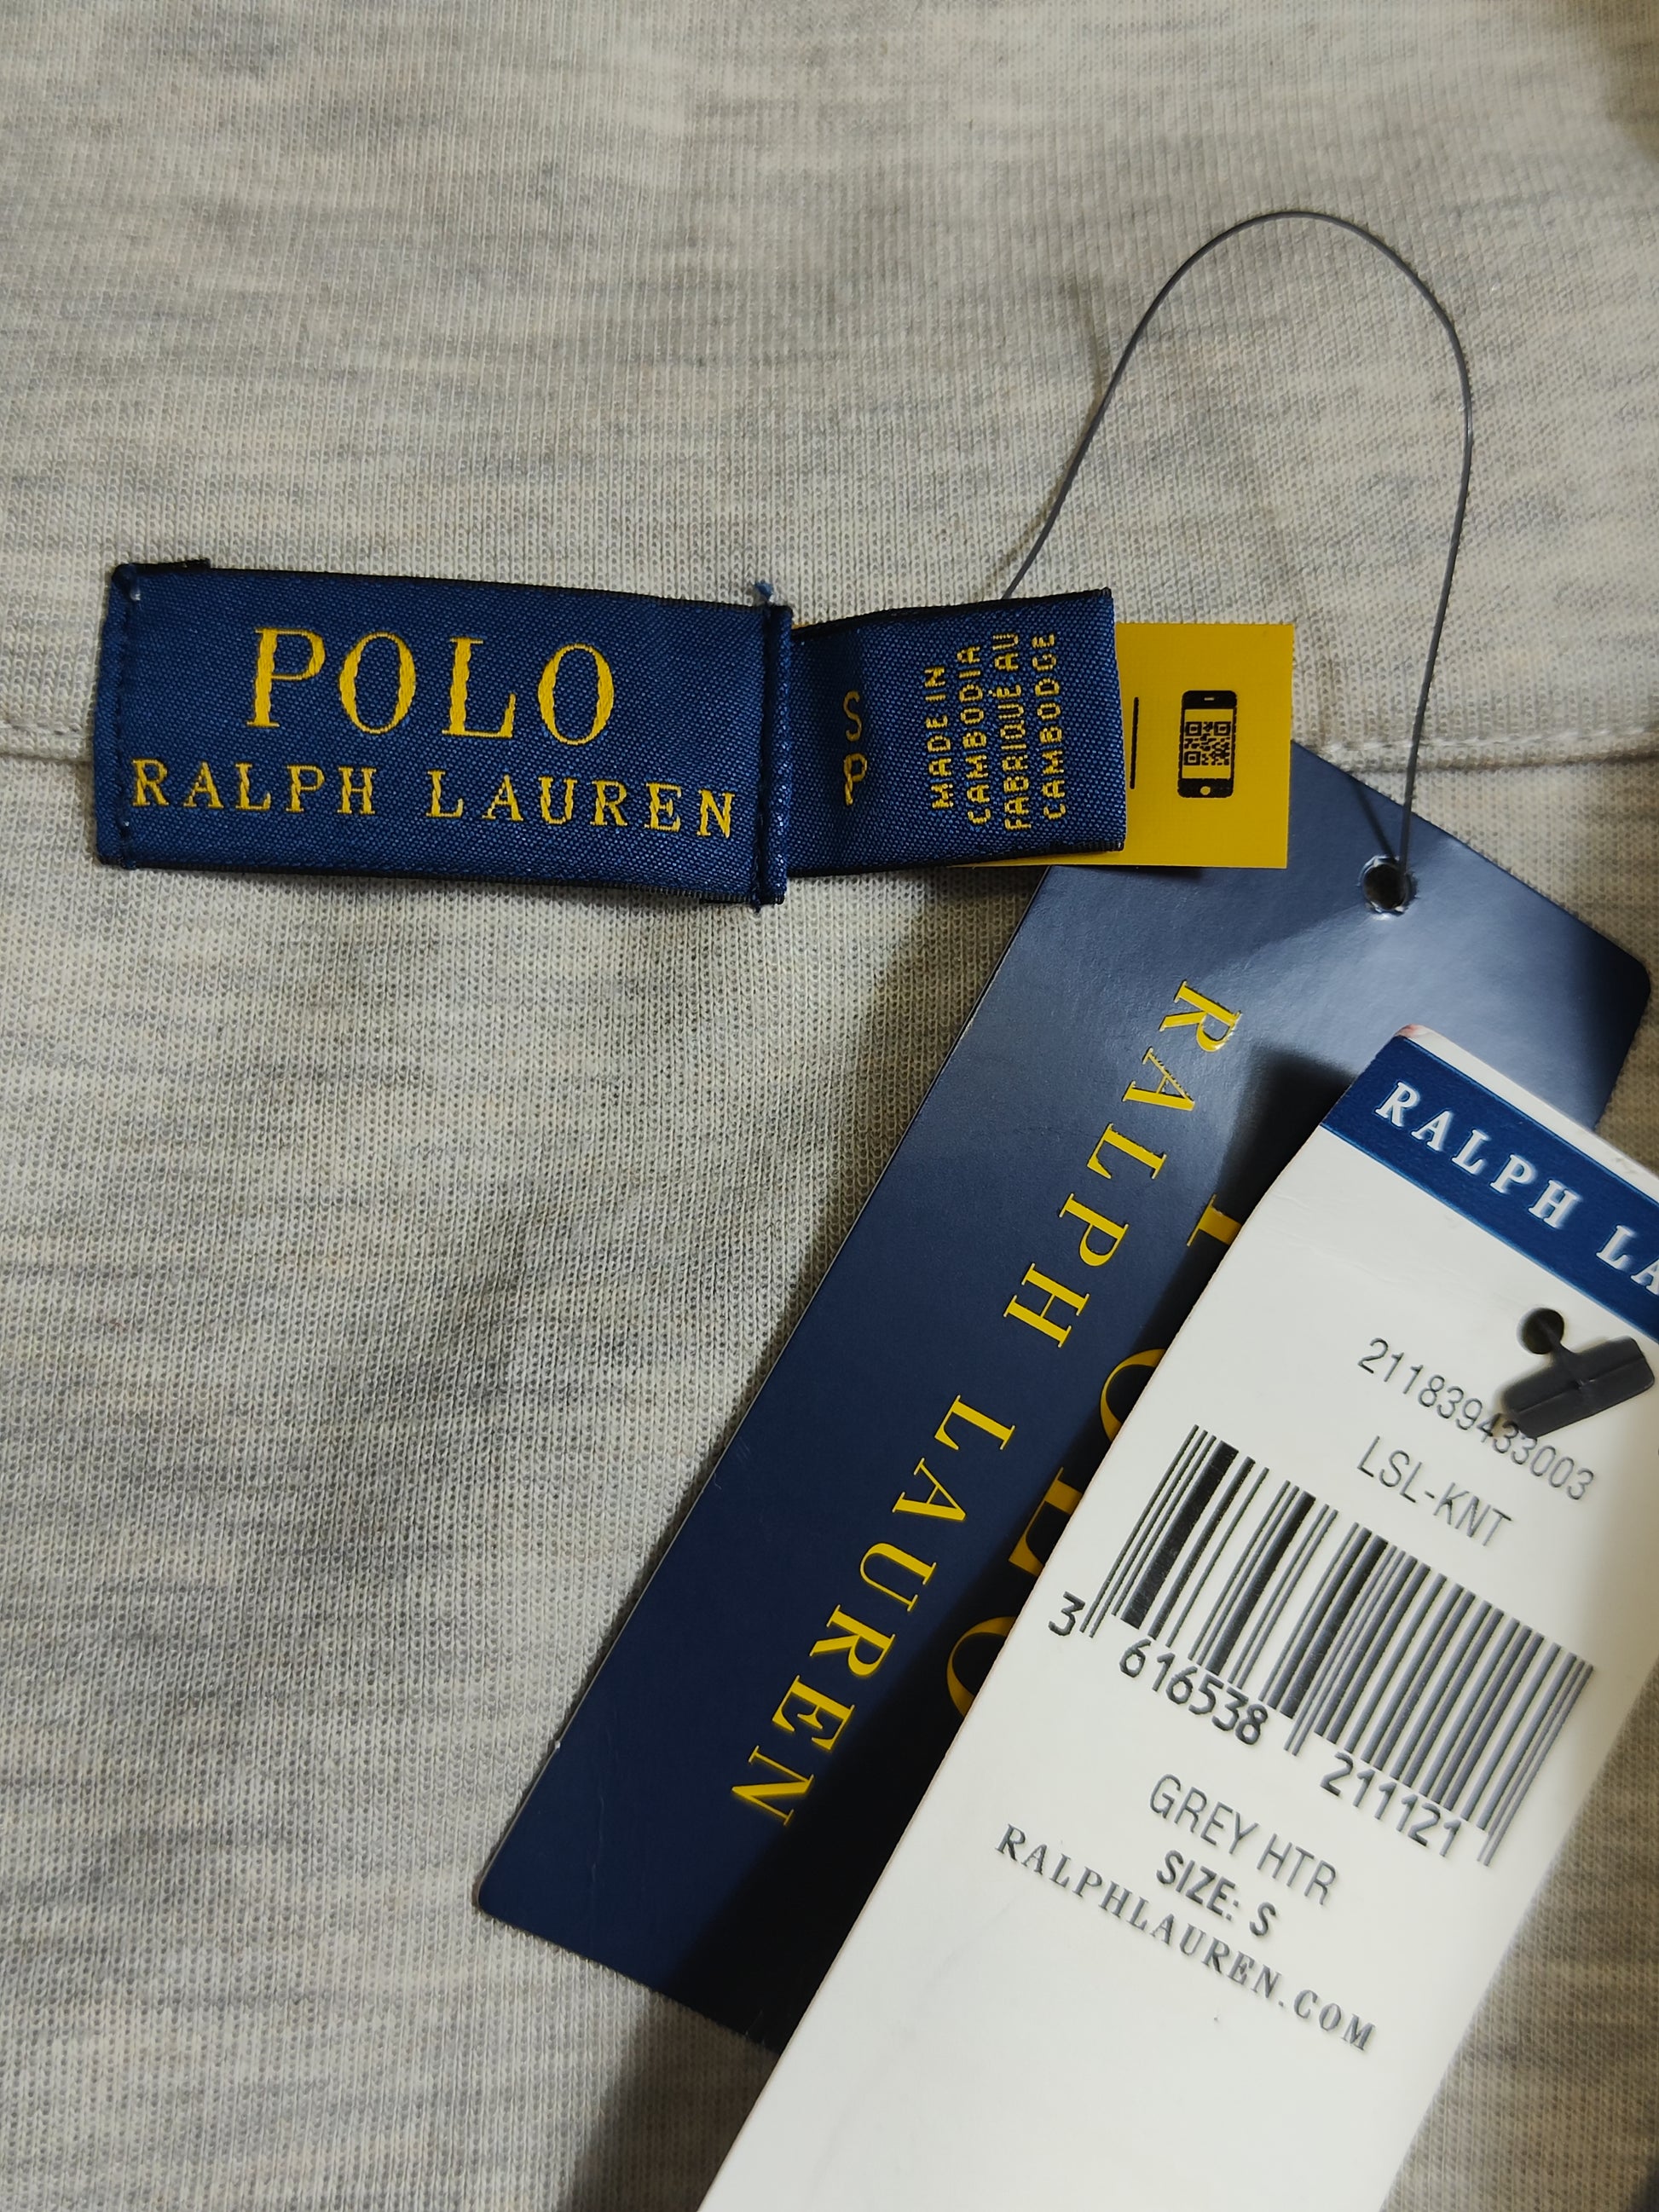 POLO
RALPH LAUREN
S
P
MADE IN
CAMBODIA
FABRIQUÉ AU
CAMBODGE
RALPH LAUREN
RALPH LA
211839433003
LSL-KNT
3 616538 211121
GREY HTR
SIZE: S
RALPHLAUREN.COM